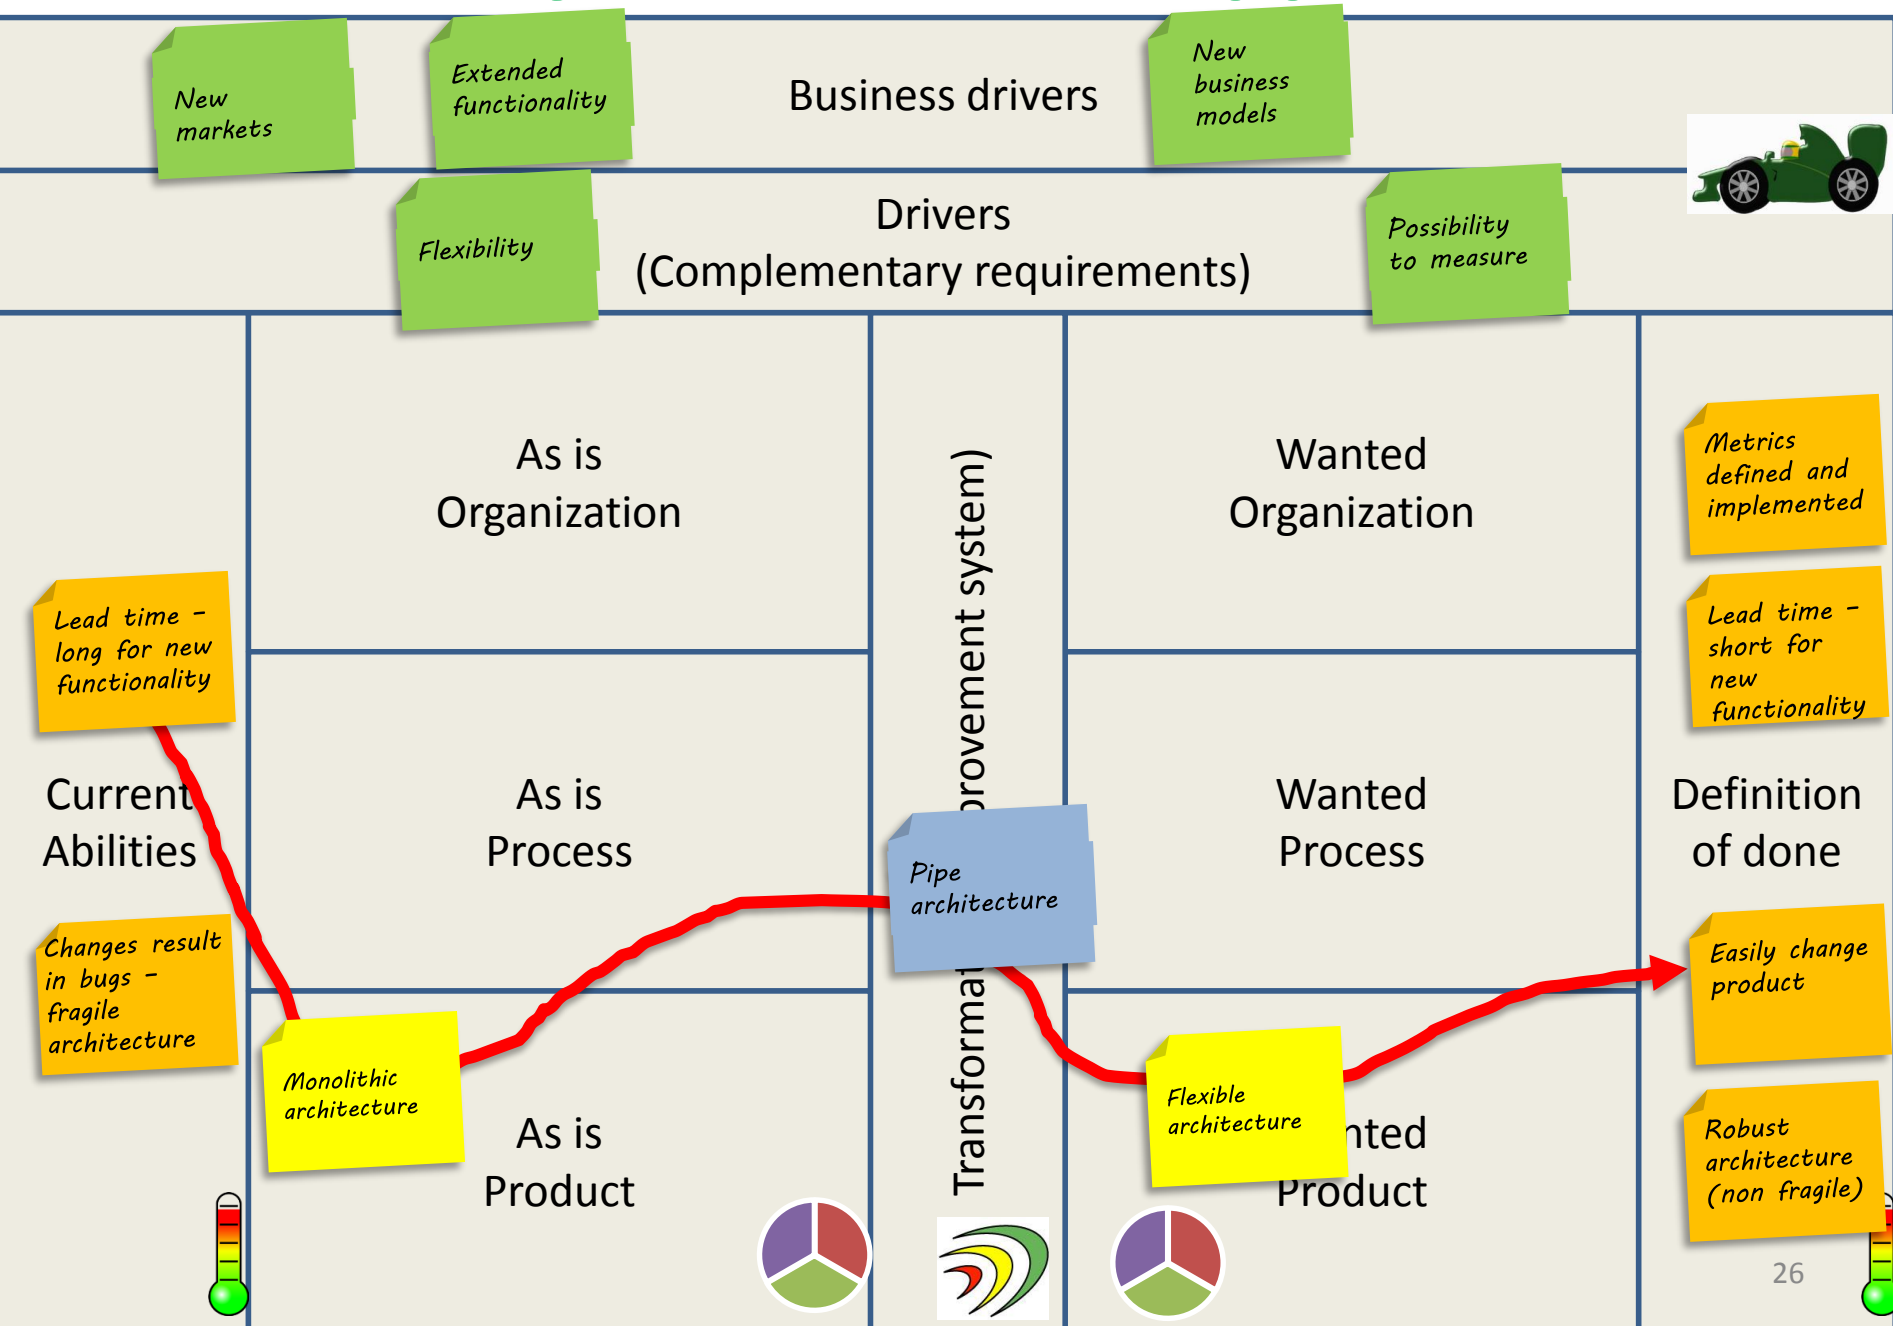 New
markets
Extended
functionality
Business drivers
New
business
models
Flexibility
Drivers
(Complementary requirements)
Possibility
to measure
As is
Organization
Wanted
Organization
Metrics
defined and
implemented
Lead time -
long for new
functionality
Lead time -
short for
new
functionality
Current
Abilities
As is
Process
provement system)
Transformat
Pipe
architecture
Wanted
Process
Definition
of done
Changes result
in bugs -
fragile
architecture
Easily change
product
Monolithic
architecture
As is
Product
Flexible
architecture
nted
Product
Robust
architecture
(non fragile)
26